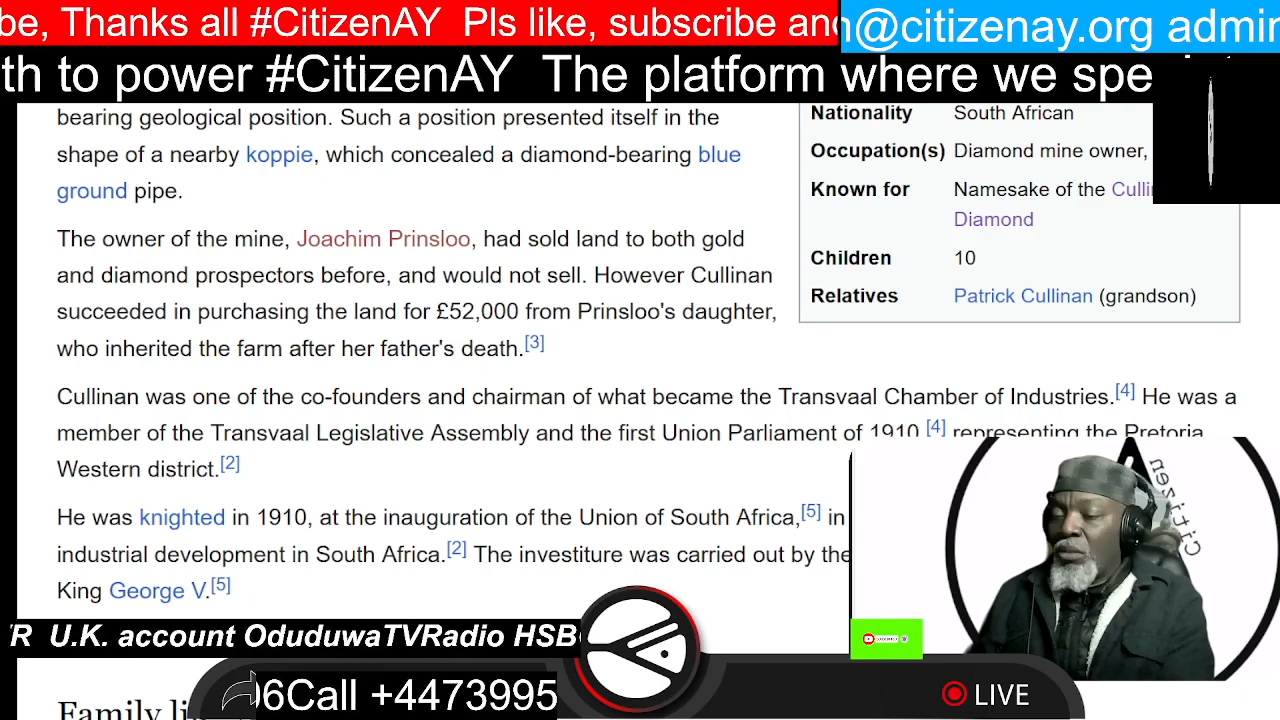 be, Thanks all #CitizenAY Pls like, subscribe and
@citizenay.org admin
th to power #CitizenAY The platform where we spe
bearing geological position. Such a position presented itself in the
shape of a nearby koppie, which concealed a diamond-bearing blue
ground pipe.
The owner of the mine, Joachim Prinsloo, had sold land to both gold
and diamond prospectors before, and would not sell. However Cullinan
succeeded in purchasing the land for £52,000 from Prinsloo's daughter,
who inherited the farm after her father's death.[3]
Nationality South African
Occupation(s) Diamond mine owner,
Known for Namesake of the Culli
Diamond
Children 10
Relatives Patrick Cullinan (grandson)
Cullinan was one of the co-founders and chairman of what became the Transvaal Chamber of Industries.[4] He was a
member of the Transvaal Legislative Assembly and the first Union Parliament of 1910,[4] representing the Pretoria
Western district.[2]
He was knighted in 1910, at the inauguration of the Union of South Africa,[5] in
industrial development in South Africa.[2] The investiture was carried out by the
King George V.[5]
Citizen
R U.K. account OduduwaTVRadio HSB
06Call +4473995
LIVE
Family li